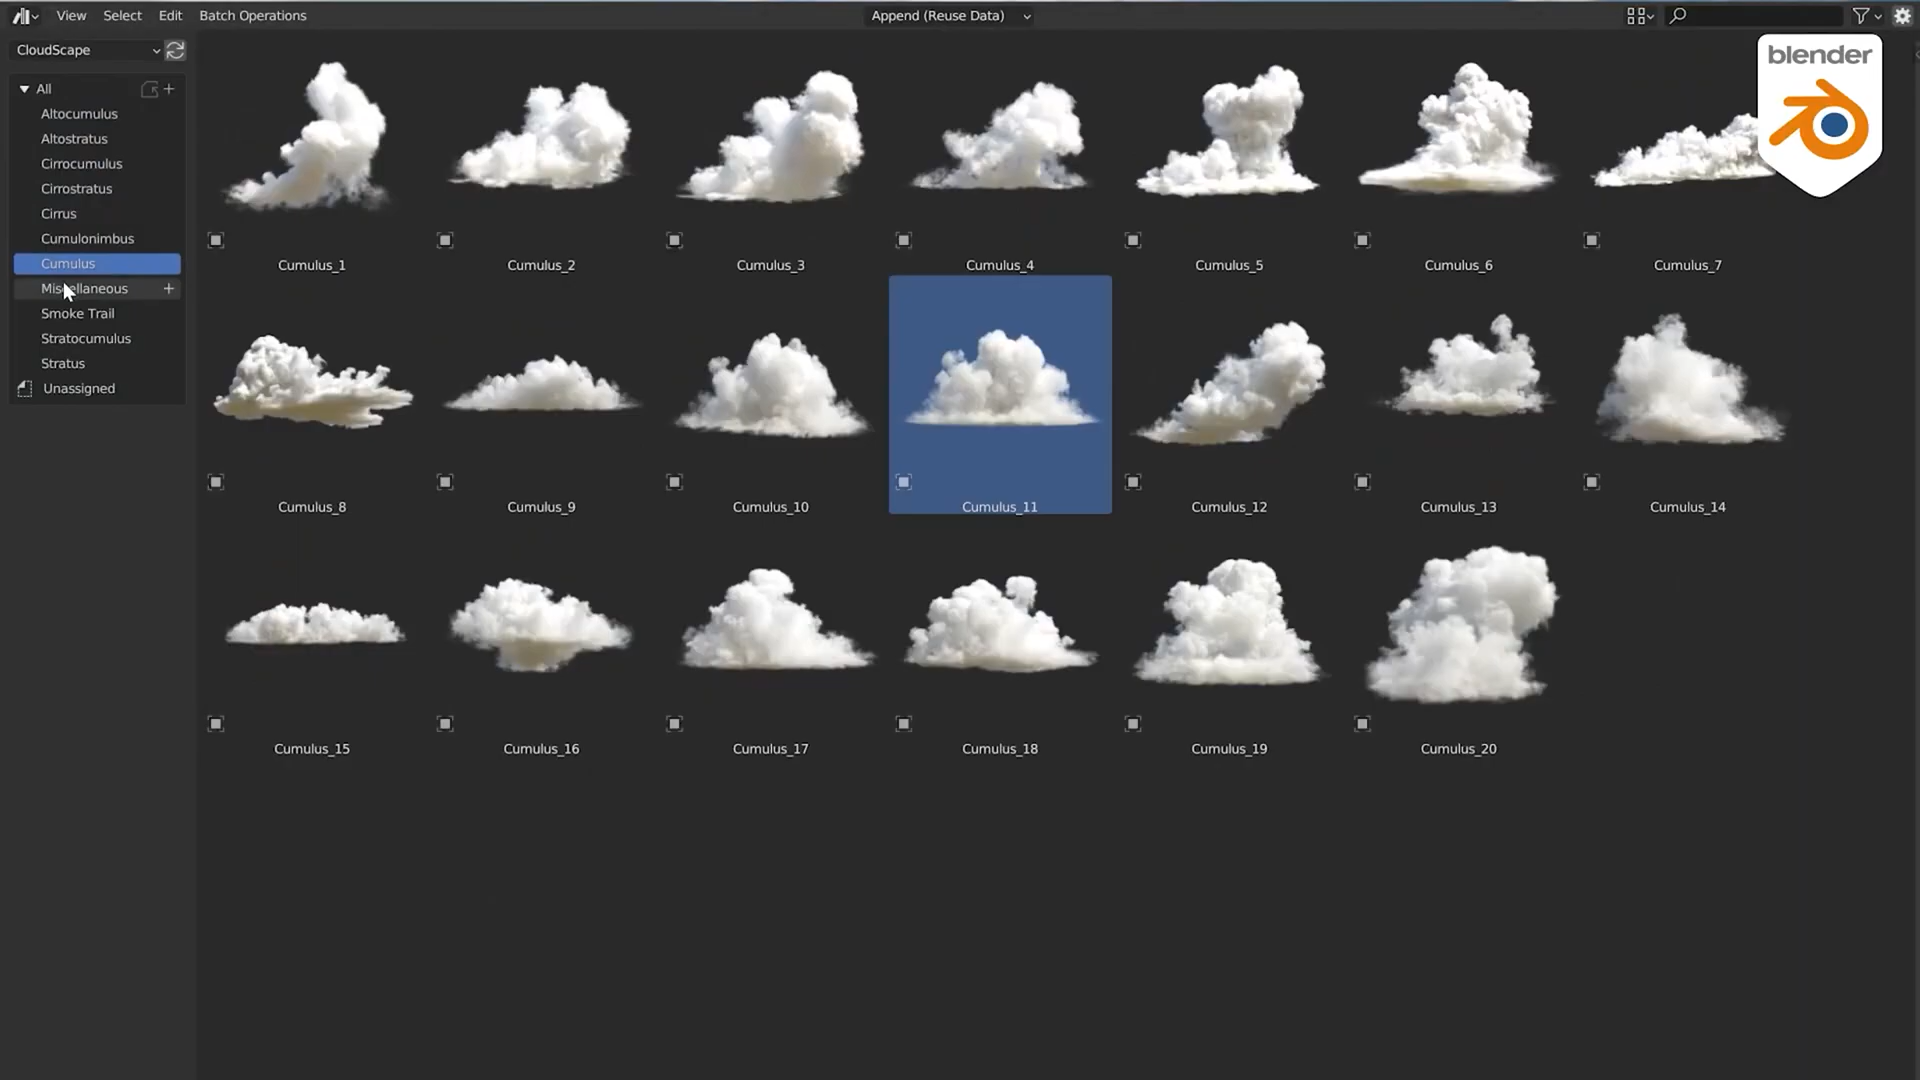 View Select Edit Batch Operations Append (Reuse Data)
CloudScape
blender
All
Altocumulus
Altostratus
Cirrocumulus
Cirrostratus
Cirrus
Cumulonimbus
Cumulus
Miscellaneous
Smoke Trail
Stratocumulus
Stratus
Unassigned
Cumulus_1 Cumulus_2 Cumulus_3 Cumulus_4 Cumulus_5 Cumulus_6 Cumulus_7
Cumulus_8 Cumulus_9 Cumulus_10 Cumulus_11 Cumulus_12 Cumulus_13 Cumulus_14
Cumulus_15 Cumulus_16 Cumulus_17 Cumulus_18 Cumulus_19 Cumulus_20